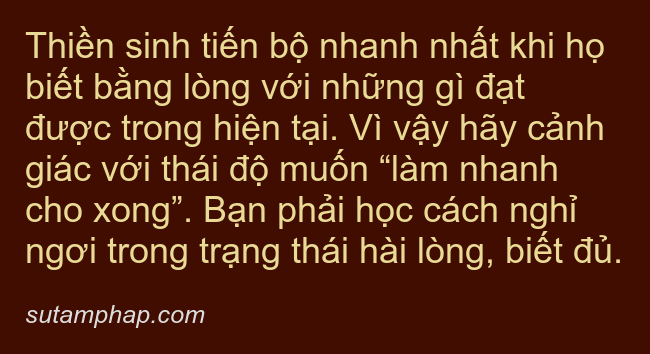 Thiền sinh tiến bộ nhanh nhất khi họ
biết bằng lòng với những gì đạt
được trong hiện tại. Vì vậy hãy cảnh
giác với thái độ muốn “làm nhanh
cho xong”. Bạn phải học cách nghỉ
ngơi trong trạng thái hài lòng, biết đủ.
sutamphap.com